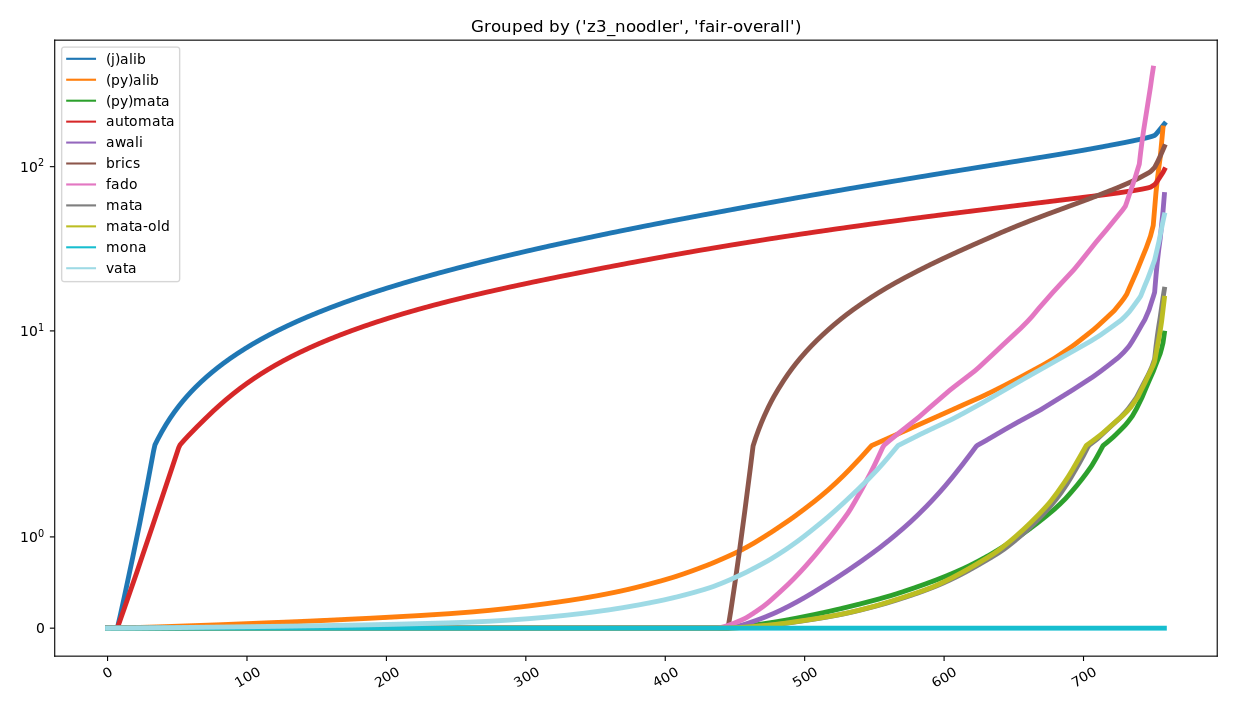 Grouped by ('z3_noodler', 'fair-overall')
(j)alib
(py)alib
(py)mata
automata
awali
brics
fado
mata
mata-old
mona
vata
10²
10¹
10⁰
0
0
100
200
300
400
500
600
700